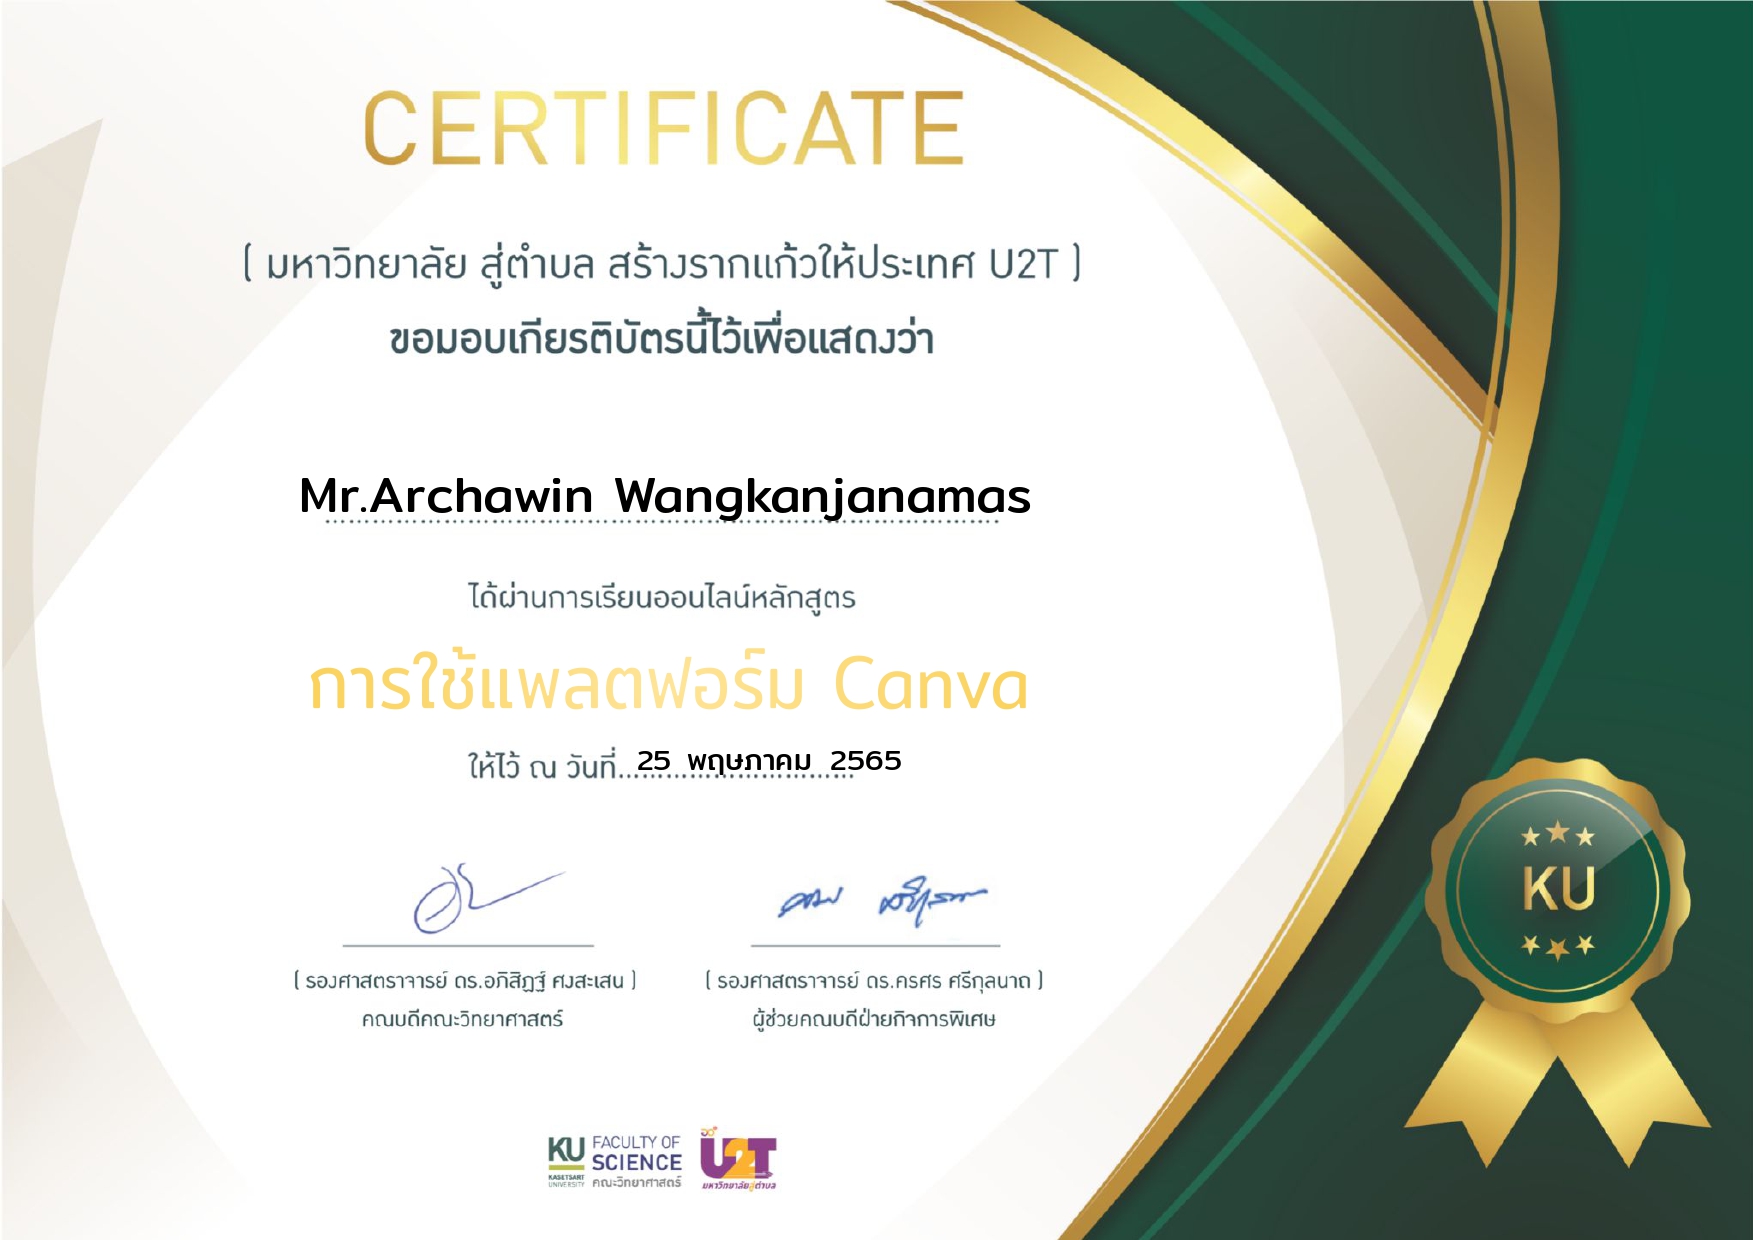 CERTIFICATE
( มหาวิทยาลัย สู่ตำบล สร้างรากแก้วให้ประเทศ U2T )
ขอมอบเกียรติบัตรนี้ไว้เพื่อแสดงว่า
Mr.Archawin Wangkanjanamas
ได้ผ่านการเรียนออนไลน์หลักสูตร
การใช้แพลตฟอร์ม Canva
ให้ไว้ ณ วันที่ 25 พฤษภาคม 2565
( รองศาสตราจารย์ ดร.อภิสิฏฐ์ ศงสะเสน )
คณบดีคณะวิทยาศาสตร์
( รองศาสตราจารย์ ดร.ครศร ศรีกุลนาถ )
ผู้ช่วยคณบดีฝ่ายกิจการพิเศษ
KU
KU
KASETSART
UNIVERSITY
FACULTY OF
SCIENCE
คณะวิทยาศาสตร์
U2T
มหาวิทยาลัยสู่ตำบล